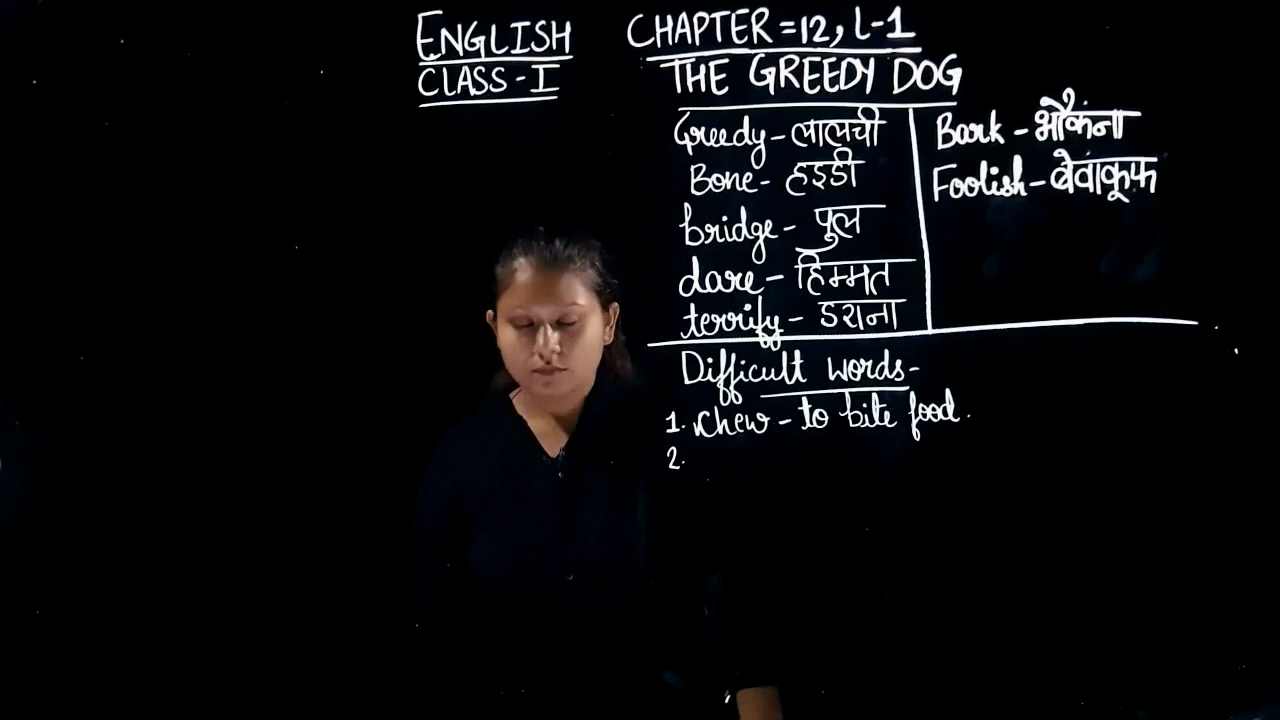 ENGLISH
CLASS-I
CHAPTER=12, L-1
THE GREEDY DOG
Greedy-लालची
Bone-हड्डी
bridge-पुल
dare-हिम्मत
terrify-डराना
Bark-भौकंना
Foolish-बेवाकूफ
Difficult words-
1. Chew-to bite food.
2.